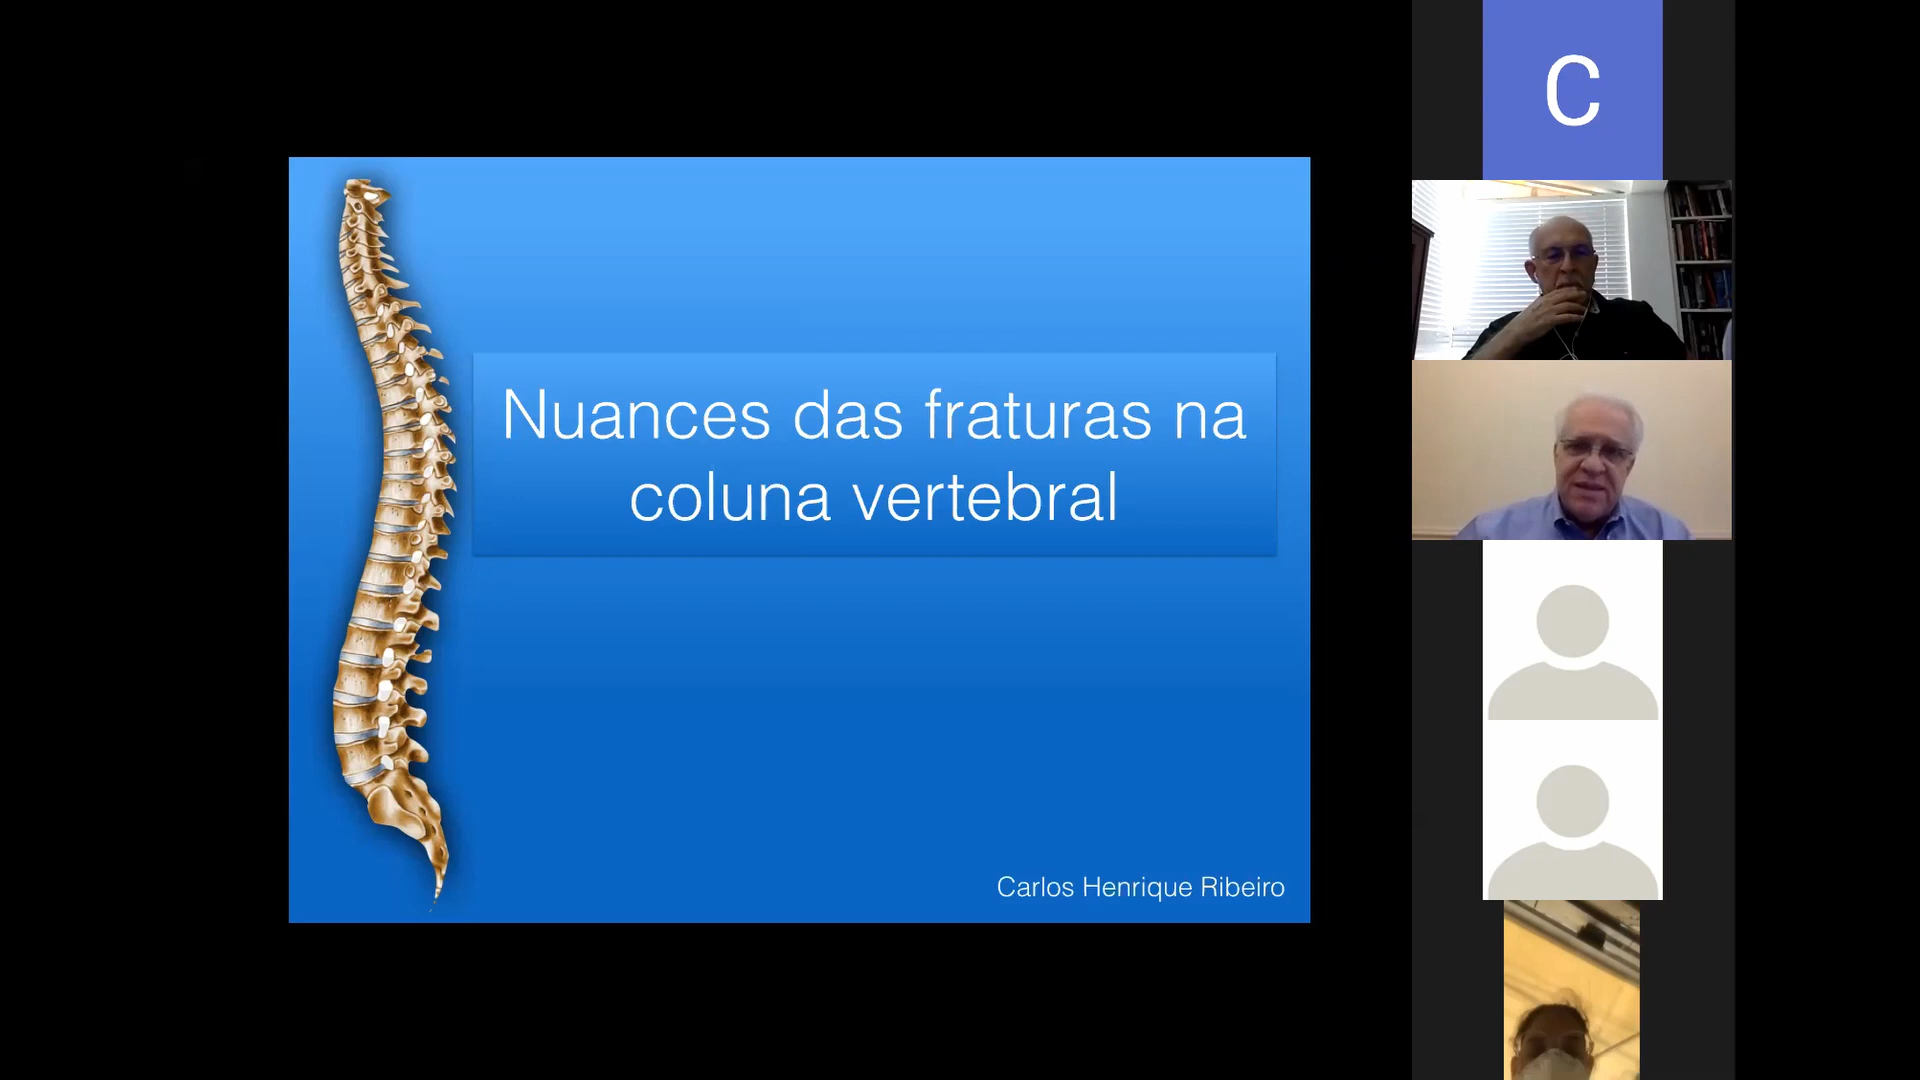 C
Nuances das fraturas na
coluna vertebral
Carlos Henrique Ribeiro